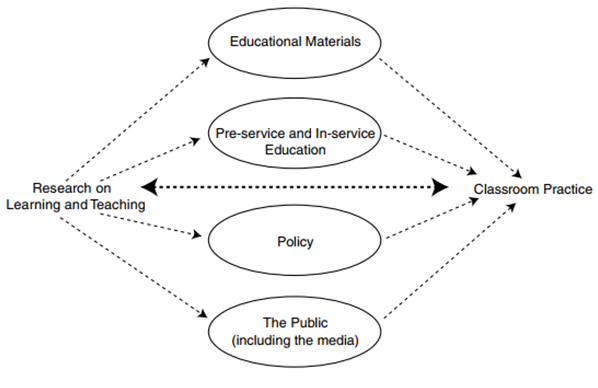 Educational Materials
Pre-service and In-service
Education
Research on
Learning and Teaching
Classroom Practice
Policy
The Public
(including the media)